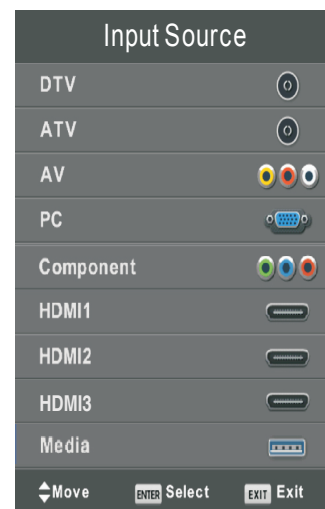 Input Source
DTV
ATV
AV
PC
Component
HDMI1
HDMI2
HDMI3
Media
Move ENTER Select EXIT Exit